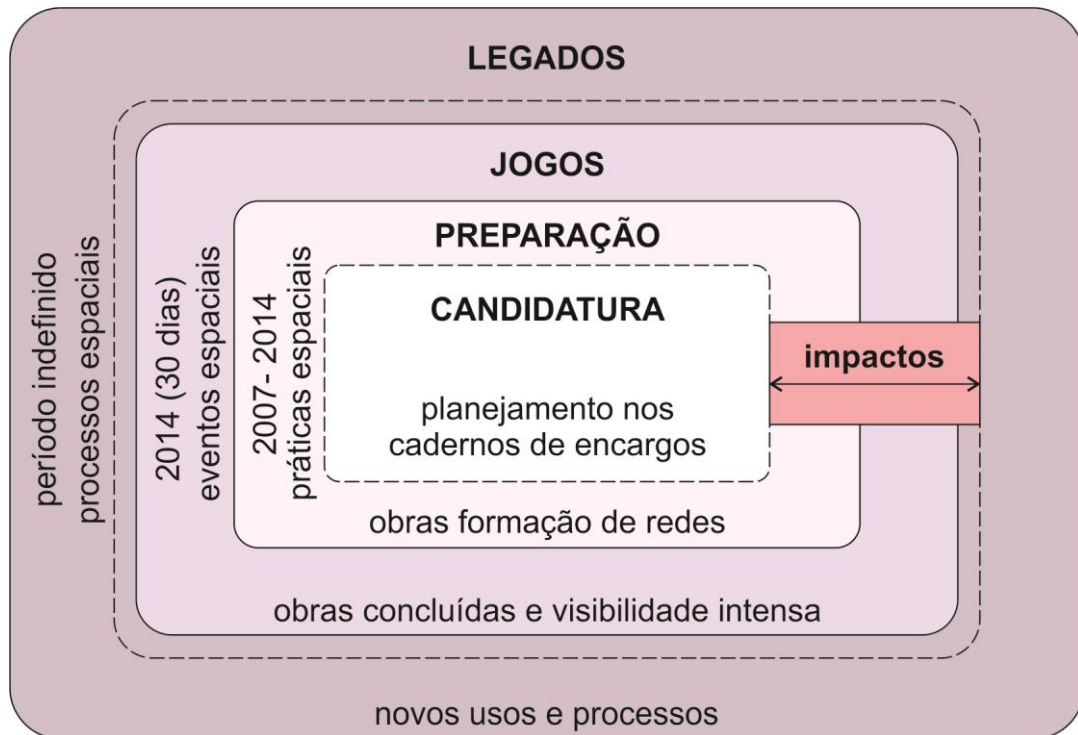 LEGADOS
JOGOS
PREPARAÇÃO
CANDIDATURA
planejamento nos
cadernos de encargos
impactos
período indefinido
processos espaciais
2014 (30 dias)
eventos espaciais
2007- 2014
práticas espaciais
obras formação de redes
obras concluídas e visibilidade intensa
novos usos e processos